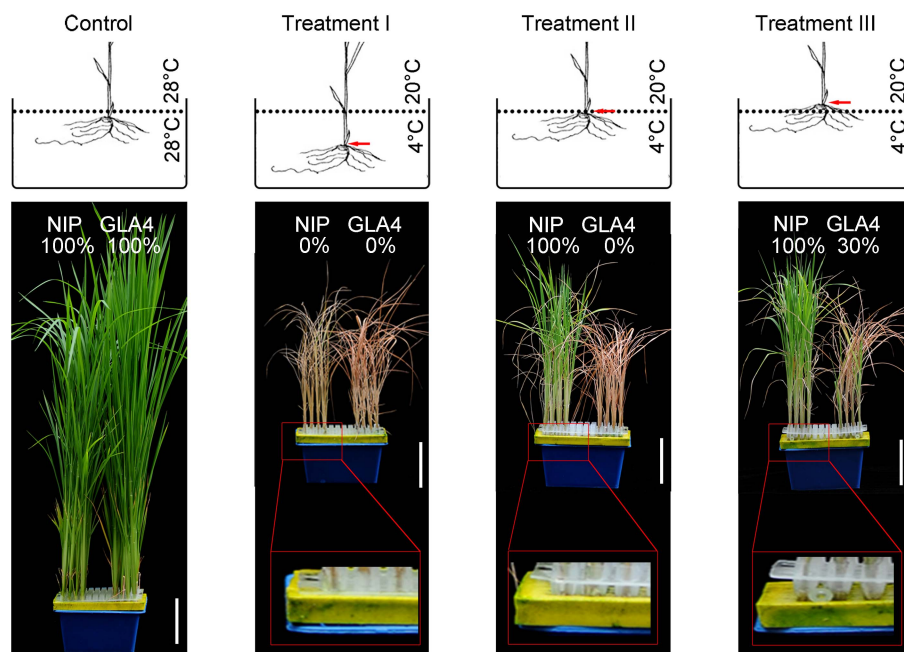 Control
Treatment I
Treatment II
Treatment III
28°C
28°C
20°C
4°C
20°C
4°C
20°C
4°C
NIP GLA4
100% 100%
NIP GLA4
0% 0%
NIP GLA4
100% 0%
NIP GLA4
100% 30%